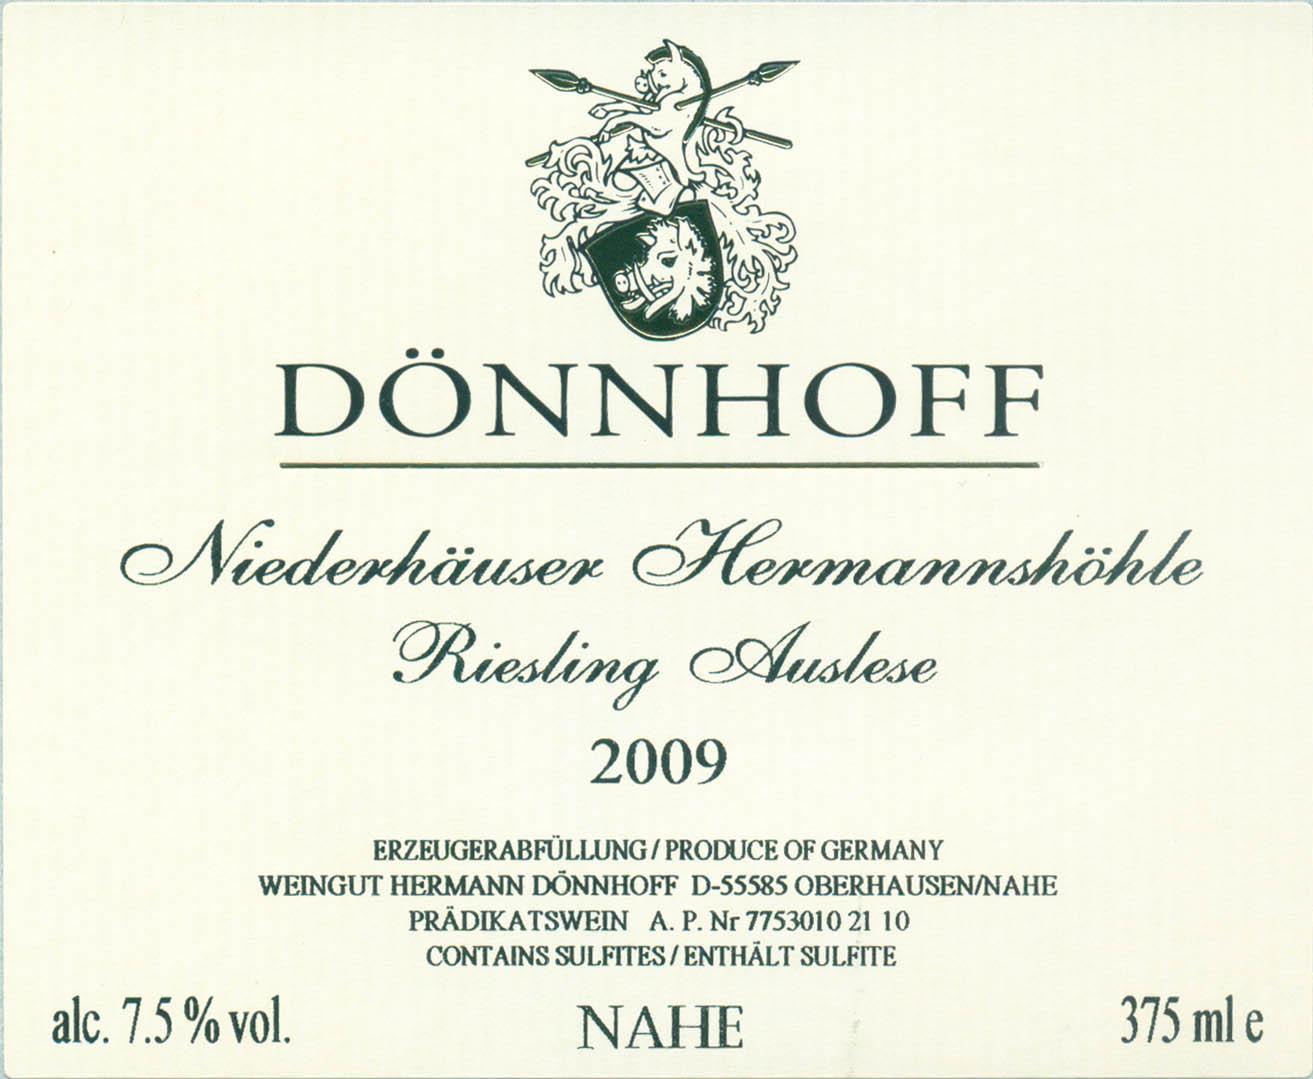 DÖNNHOFF
Niederhäuser Hermannshöhle
Riesling Auslese
2009
ERZEUGERABFÜLLUNG / PRODUCE OF GERMANY
WEINGUT HERMANN DÖNNHOFF D-55585 OBERHAUSEN/NAHE
PRÄDIKATSWEIN A. P. Nr 7753010 21 10
CONTAINS SULFITES / ENTHÄLT SULFITE
alc. 7.5 % vol. NAHE 375 ml e